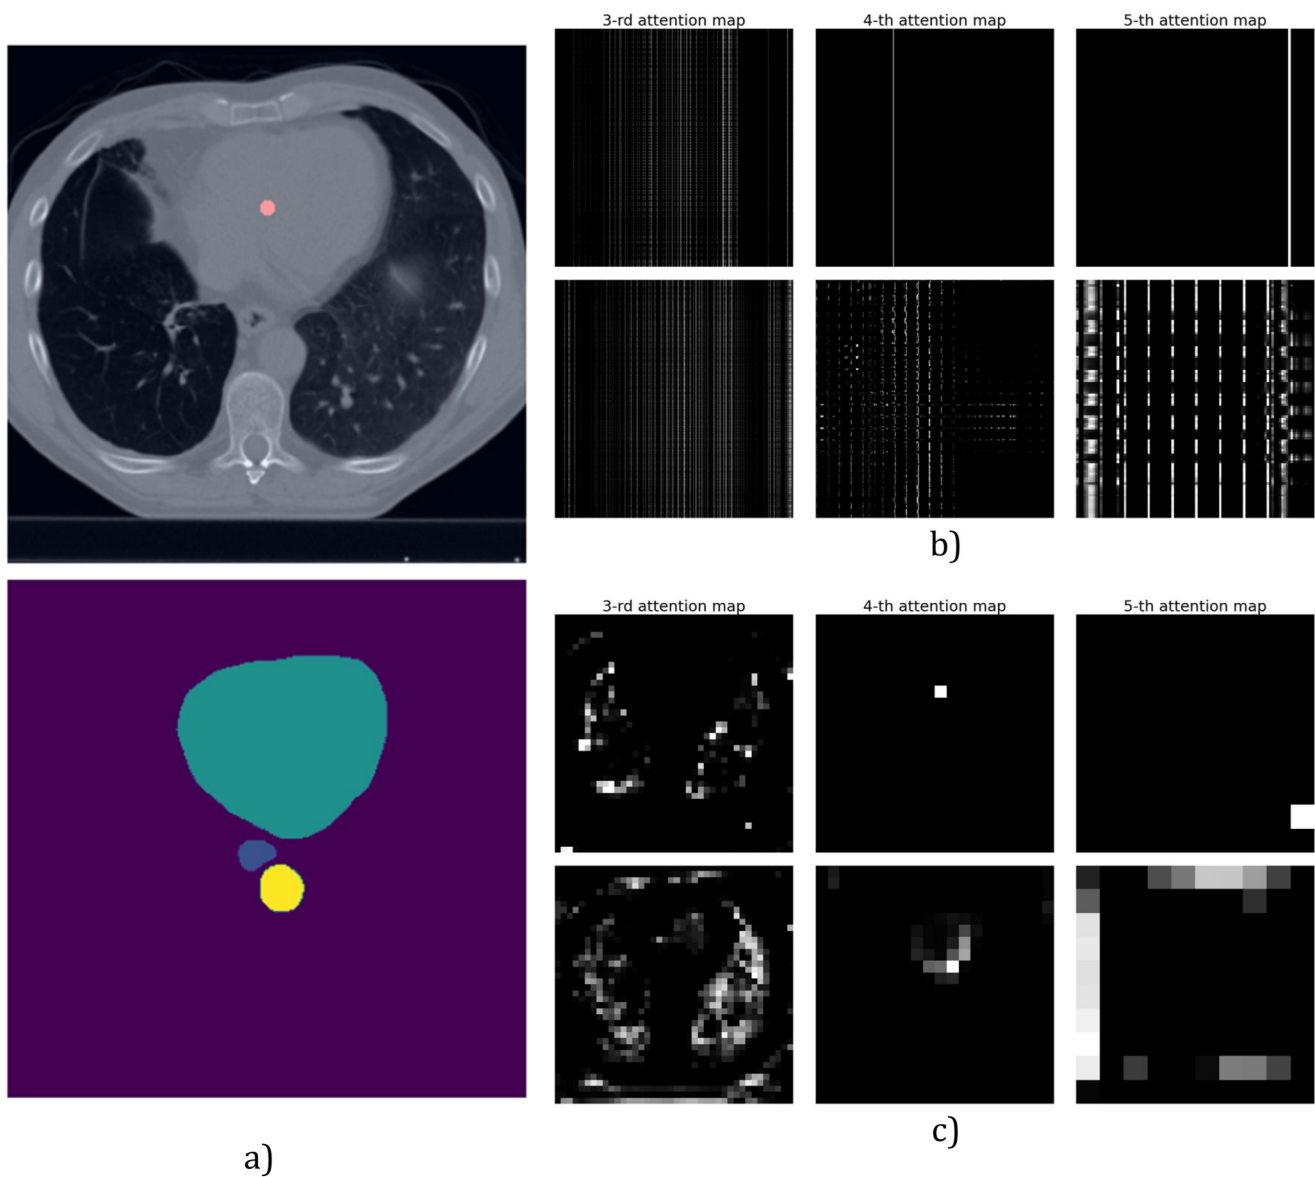 3-rd attention map
4-th attention map
5-th attention map
b)
3-rd attention map
4-th attention map
5-th attention map
c)
a)